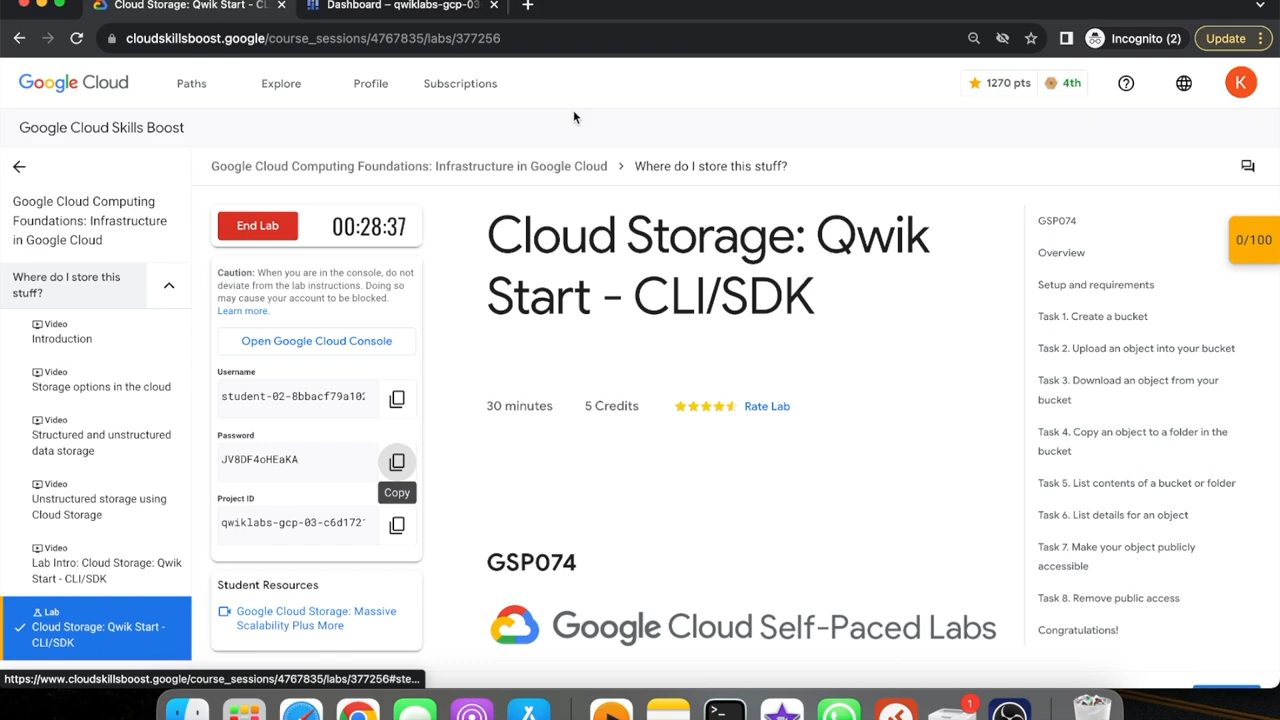 Cloud Storage: Qwik Start - CL
Dashboard – qwiklabs-gcp-03
cloudskillsboost.google/course_sessions/4767835/labs/377256
Incognito (2)
Update
Google Cloud
Paths
Explore
Profile
Subscriptions
1270 pts
4th
K
Google Cloud Skills Boost
Google Cloud Computing Foundations: Infrastructure in Google Cloud
Where do I store this stuff?
Video
Introduction
Video
Storage options in the cloud
Video
Structured and unstructured data storage
Video
Unstructured storage using Cloud Storage
Video
Lab Intro: Cloud Storage: Qwik Start - CLI/SDK
Lab
Cloud Storage: Qwik Start - CLI/SDK
Google Cloud Computing Foundations: Infrastructure in Google Cloud > Where do I store this stuff?
End Lab
00:28:37
Caution: When you are in the console, do not
deviate from the lab instructions. Doing so
may cause your account to be blocked.
Learn more.
Open Google Cloud Console
Username
student-02-8bbacf79a102
Password
JV8DF4oHEaKA
Copy
Project ID
qwiklabs-gcp-03-c6d172
Student Resources
Google Cloud Storage: Massive
Scalability Plus More
Cloud Storage: Qwik
Start - CLI/SDK
30 minutes
5 Credits
Rate Lab
GSP074
Google Cloud Self-Paced Labs
GSP074
Overview
Setup and requirements
Task 1. Create a bucket
Task 2. Upload an object into your bucket
Task 3. Download an object from your
bucket
Task 4. Copy an object to a folder in the
bucket
Task 5. List contents of a bucket or folder
Task 6. List details for an object
Task 7. Make your object publicly
accessible
Task 8. Remove public access
Congratulations!
0/100
https://www.cloudskillsboost.google/course_sessions/4767835/labs/377256#ste...
1